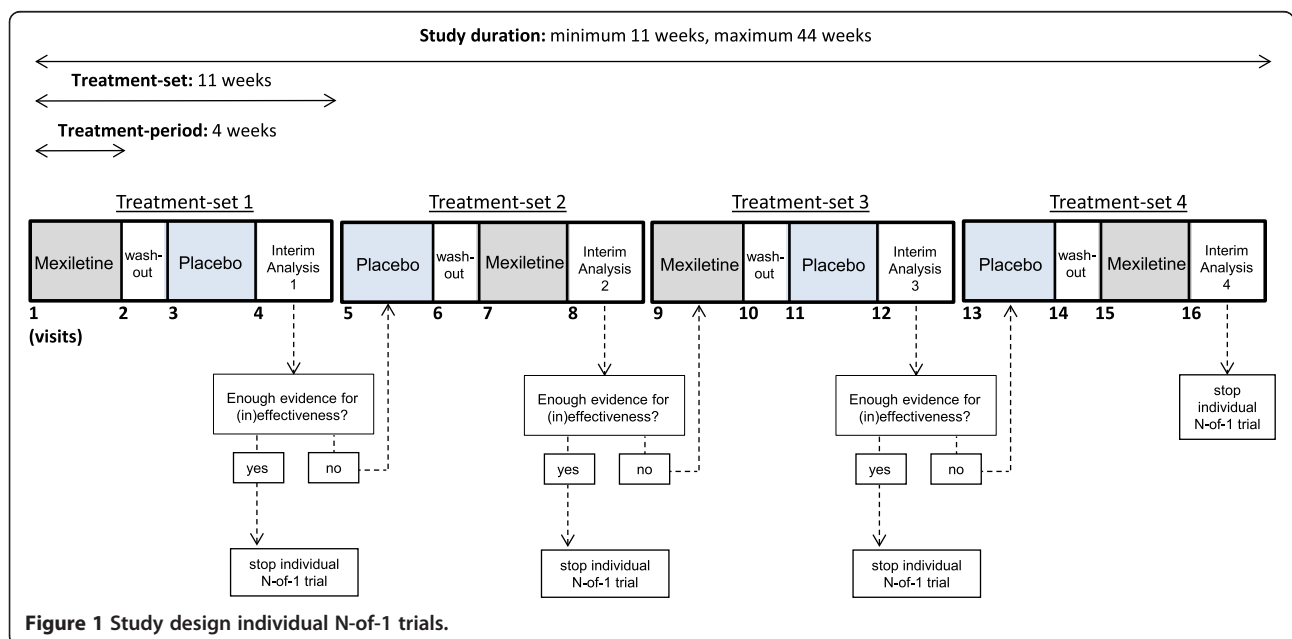 Study duration: minimum 11 weeks, maximum 44 weeks
Treatment-set: 11 weeks
Treatment-period: 4 weeks
Treatment-set 1
Treatment-set 2
Treatment-set 3
Treatment-set 4
Mexiletine
wash-
out
Placebo
Interim
Analysis
1
Placebo
wash-
out
Mexiletine
Interim
Analysis
2
Mexiletine
wash-
out
Placebo
Interim
Analysis
3
Placebo
wash-
out
Mexiletine
Interim
Analysis
4
1 2 3 4 5 6 7 8 9 10 11 12 13 14 15 16
(visits)
Enough evidence for
(in)effectiveness?
yes
no
stop individual
N-of-1 trial
Enough evidence for
(in)effectiveness?
yes
no
stop individual
N-of-1 trial
Enough evidence for
(in)effectiveness?
yes
no
stop individual
N-of-1 trial
stop
individual
N-of-1 trial
Figure 1 Study design individual N-of-1 trials.